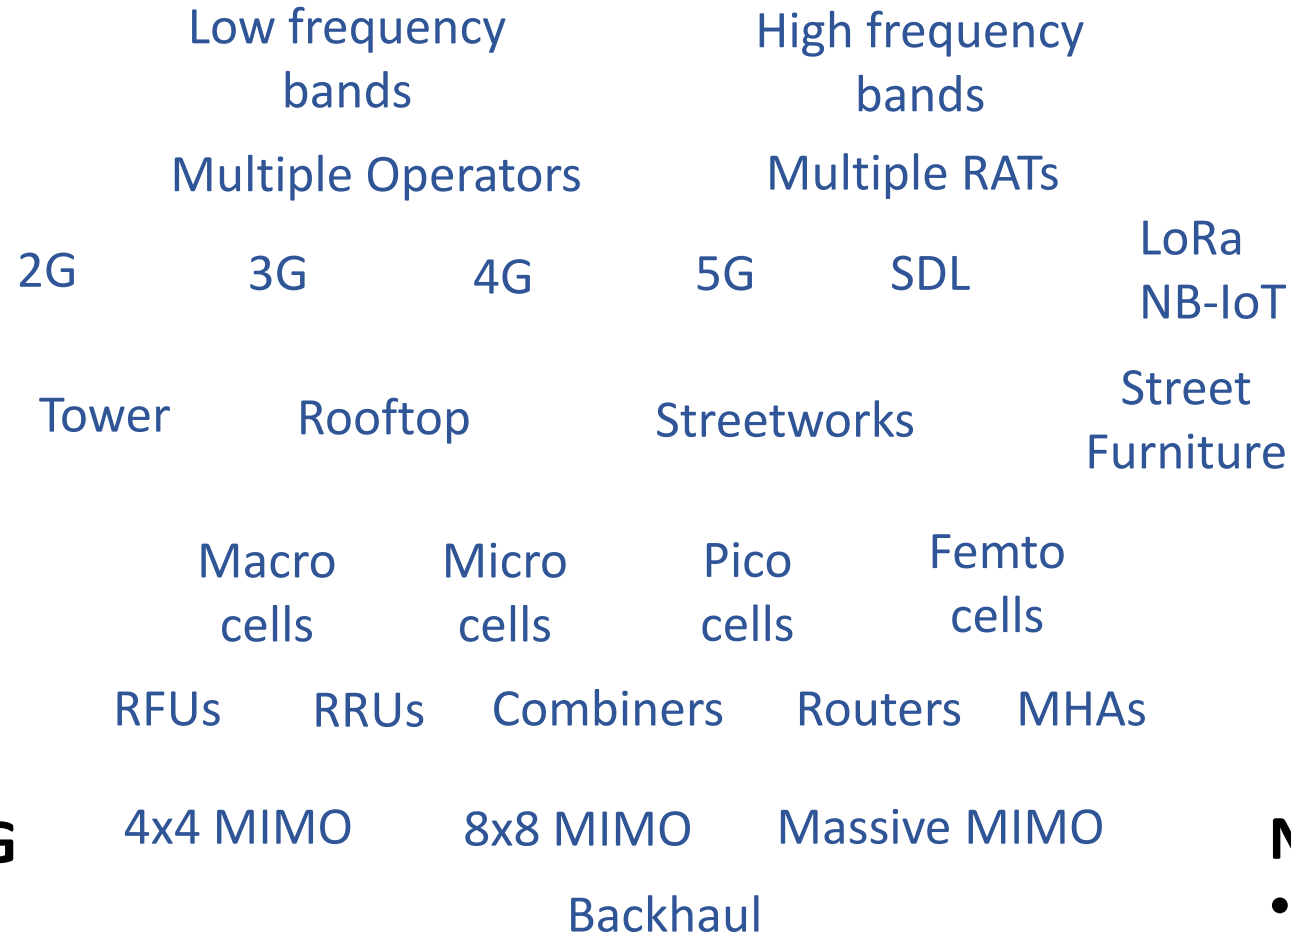 Low frequency
bands
High frequency
bands
Multiple Operators
Multiple RATs
2G
3G
4G
5G
SDL
LoRa
NB-IoT
Tower
Rooftop
Streetworks
Street
Furniture
Macro
cells
Micro
cells
Pico
cells
Femto
cells
RFUs
RRUs
Combiners
Routers
MHAs
4x4 MIMO
8x8 MIMO
Massive MIMO
Backhaul